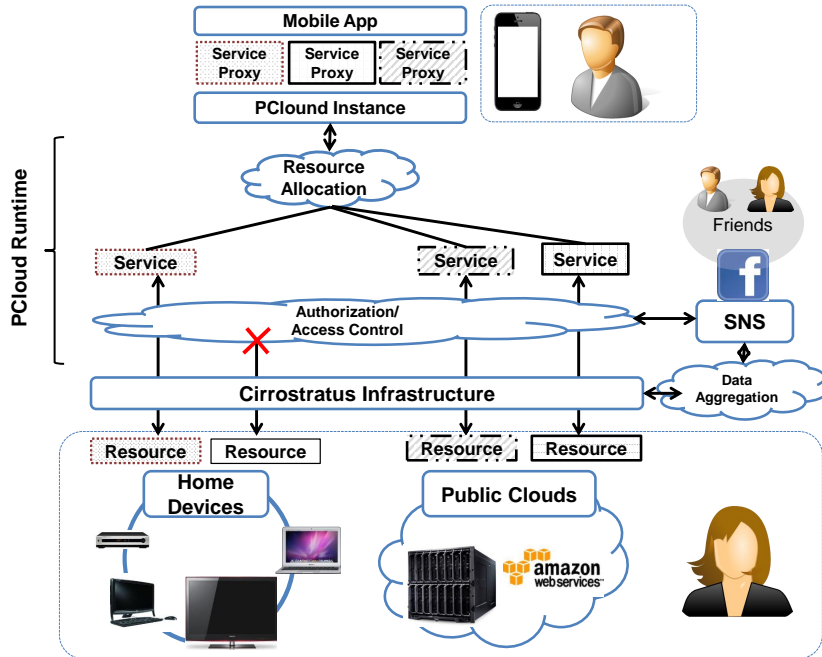 Mobile App
Service
Proxy
Service
Proxy
Service
Proxy
PClound Instance
Resource
Allocation
PCloud Runtime
Friends
f
Service
Service
Service
Authorization/
Access Control
SNS
Cirrostratus Infrastructure
Data
Aggregation
Resource
Resource
Resource
Resource
Home
Devices
Public Clouds
amazon
webservices™